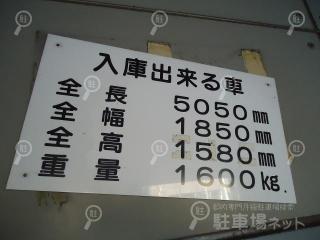 入庫出来る車
全長 5050mm
全幅 1850mm
全高 1580mm
重量 1600kg.
駐車場ネット